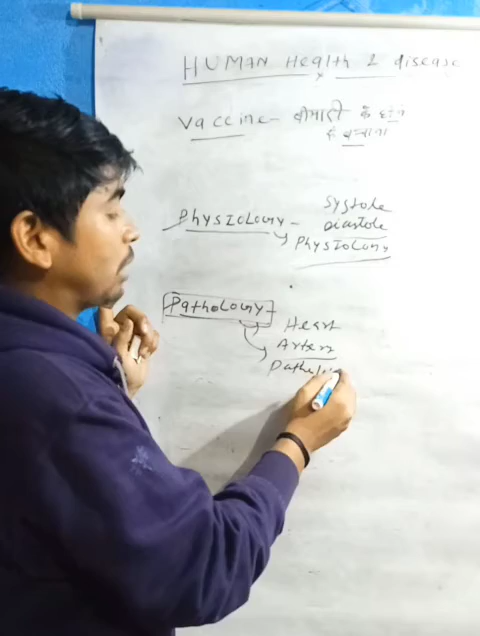 HUMAN Health & disease
Vaccine - बीमारी के होने
से बचाना
Physiology - Systole
Diastole
Physiology
Pathology -
Heart
Artery
Patholo